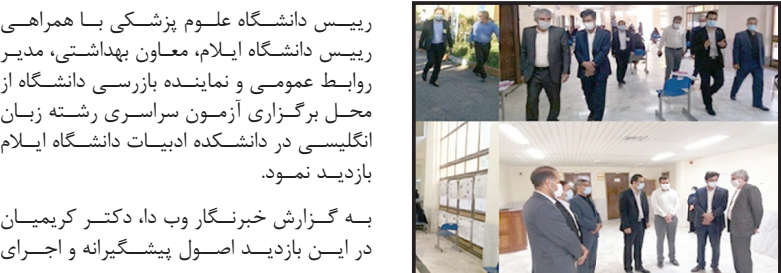 رییس دانشگاه علوم پزشکی با همراهی
رییس دانشگاه ایلام، معاون بهداشتی، مدیر
روابط عمومی و نماینده بازرسی دانشگاه از
محل برگزاری آزمون سراسری رشته زبان
انگلیسی در دانشکده ادبیات دانشگاه ایلام
بازدید نمود.
به گزارش خبرنگار وب دا، دکتر کریمیان
در این بازدید اصول پیشگیرانه و اجرای